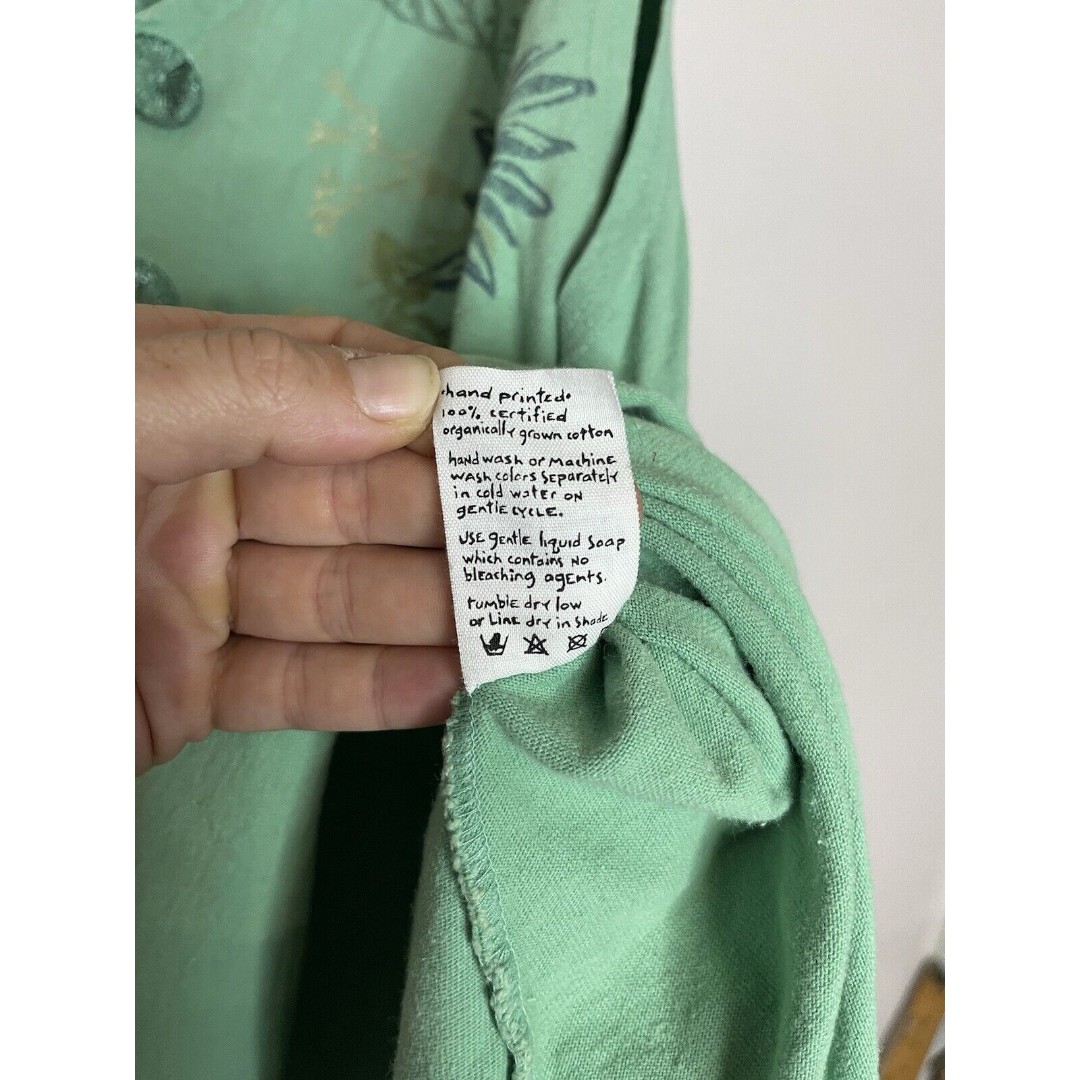 •hand printed•
100% certified
organically grown cotton
hand wash or machine
wash colors separately
in cold water on
gentle cycle.
use gentle liquid soap
which contains no
bleaching agents.
tumble dry low
or line dry in shade